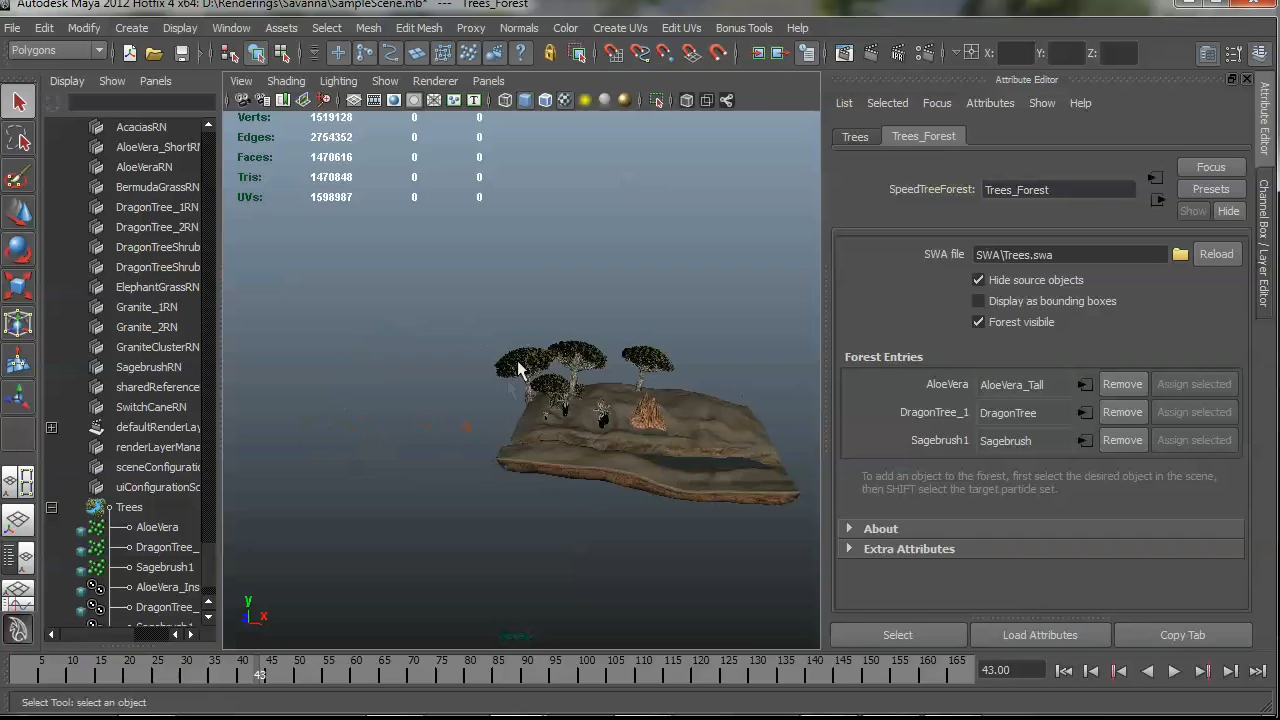 Autodesk Maya 2012 Hotfix 4 x64: D:\Renderings\Savanna\SampleScene.mb* --- Trees_Forest
File Edit Modify Create Display Window Assets Select Mesh Edit Mesh Proxy Normals Color Create UVs Edit UVs Bonus Tools Help
Polygons X: Y: Z:
Display Show Panels
View Shading Lighting Show Renderer Panels
Attribute Editor
List Selected Focus Attributes Show Help
AcaciasRN
AloeVera_ShortRN
AloeVeraRN
BermudaGrassRN
DragonTree_1RN
DragonTree_2RN
DragonTreeShrub
DragonTreeShrub
ElephantGrassRN
Granite_1RN
Granite_2RN
GraniteClusterRN
SagebrushRN
sharedReference
SwitchCaneRN
defaultRenderLay
renderLayerMana
sceneConfiguratio
uiConfigurationSc
Trees
AloeVera
DragonTree_
Sagebrush1
AloeVera_Ins
DragonTree_
Verts: 1519128 0 0
Edges: 2754352 0 0
Faces: 1470616 0 0
Tris: 1470848 0 0
UVs: 1598987 0 0
y
x
Trees Trees_Forest
SpeedTreeForest: Trees_Forest
Focus
Presets
Show Hide
SWA file SWA\Trees.swa Reload
Hide source objects
Display as bounding boxes
Forest visible
Forest Entries
AloeVera AloeVera_Tall Remove Assign selected
DragonTree_1 DragonTree Remove Assign selected
Sagebrush1 Sagebrush Remove Assign selected
To add an object to the forest, first select the desired object in the scene,
then SHIFT select the target particle set.
About
Extra Attributes
Select Load Attributes Copy Tab
Attribute Editor
Channel Box / Layer Editor
5 10 15 20 25 30 35 40 45 50 55 60 65 70 75 80 85 90 95 100 105 110 115 120 125 130 135 140 145 150 155 160 165
43
43.00
Select Tool: select an object